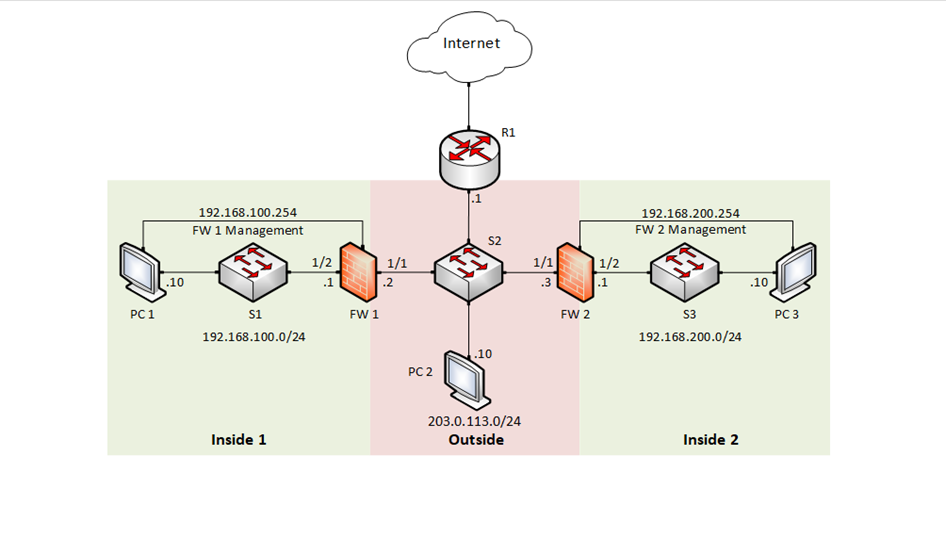 Internet
R1
.1
192.168.100.254
FW 1 Management
192.168.200.254
FW 2 Management
S2
1/2
1/1
1/1
1/2
.10
.1
.2
.3
.1
.10
PC 1
S1
FW 1
FW 2
S3
PC 3
192.168.100.0/24
192.168.200.0/24
.10
PC 2
203.0.113.0/24
Inside 1
Outside
Inside 2